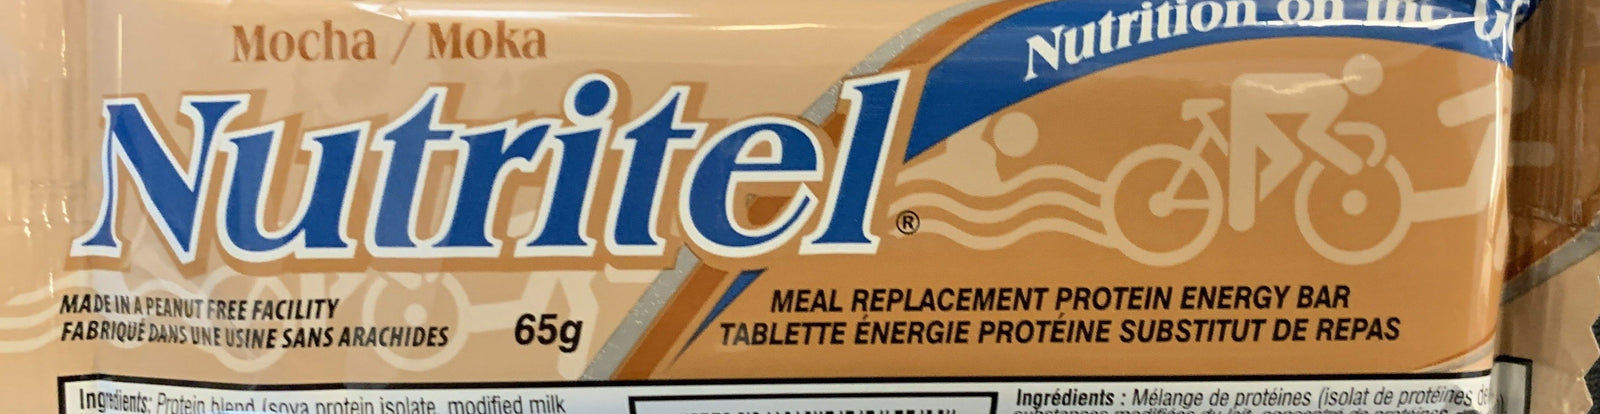 Mocha / Moka
Nutrition on the Go
Nutritel®
MADE IN A PEANUT FREE FACILITY
FABRIQUÉ DANS UNE USINE SANS ARACHIDES
65g
MEAL REPLACEMENT PROTEIN ENERGY BAR
TABLETTE ÉNERGIE PROTÉINE SUBSTITUT DE REPAS
Ingredients: Protein blend (soya protein isolate, modified milk
Ingrédients : Mélange de protéines (isolat de protéines de